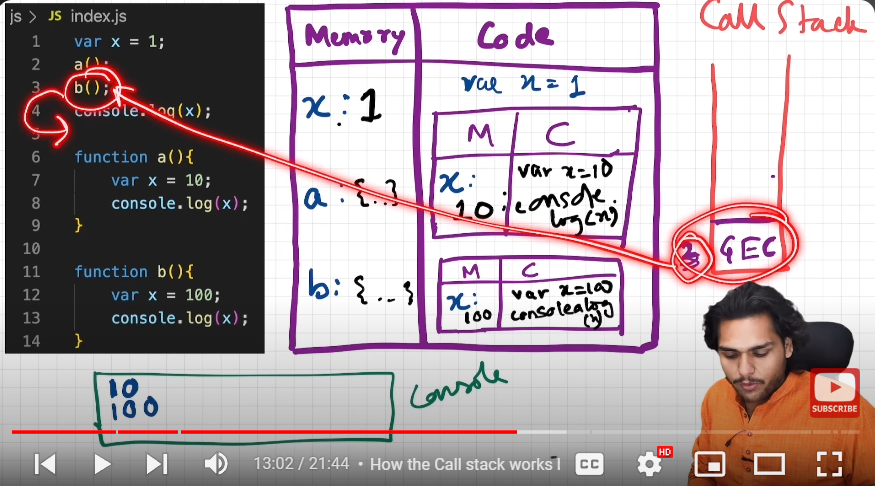 js > JS index.js
1 var x = 1;
2 a();
3 b();
4 console.log(x);
5
6 function a(){
7 var x = 10;
8 console.log(x);
9 }
10
11 function b(){
12 var x = 100;
13 console.log(x);
14 }
Memory
Code
x : 1
a : {..}
b : {...}
var x = 1
M C
x:
10
var x=10
console.
log(x)
M C
x:
100
var x=100
console.log
(x)
Call Stack
GEC
10
100
Console
SUBSCRIBE
13:02 / 21:44 • How the Call stack works I
CC
HD